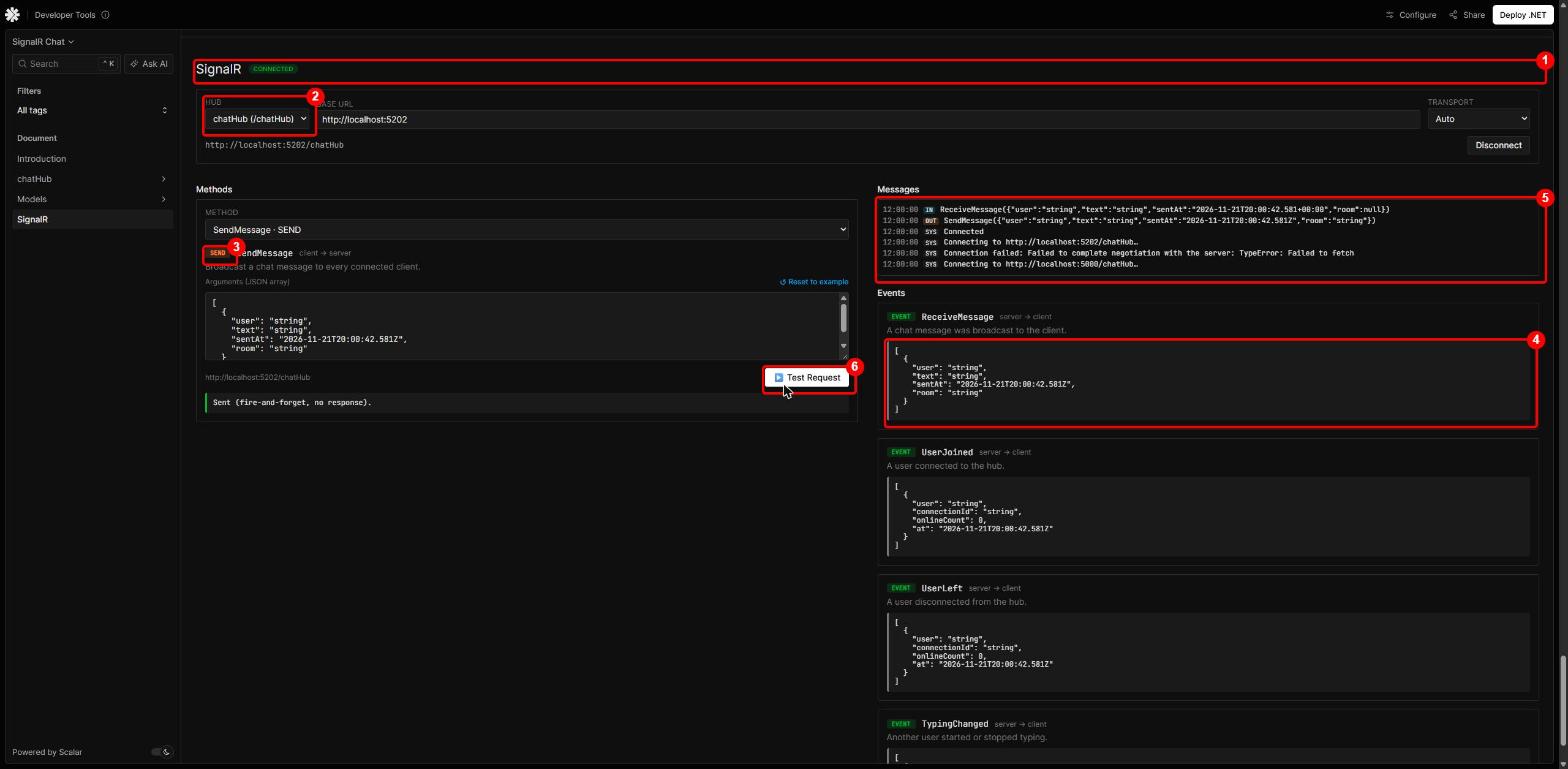 Developer Tools
Configure
Share
Deploy .NET
SignalR Chat
Search
^ K
Ask AI
Filters
All tags
Document
Introduction
chatHub
Models
SignalR
Powered by Scalar
SignalR CONNECTED
1
HUB
2
ASE URL
TRANSPORT
chatHub (/chatHub)
http://localhost:5202
Auto
http://localhost:5202/chatHub
Disconnect
Methods
METHOD
SendMessage · SEND
SEND
3
endMessage client → server
Broadcast a chat message to every connected client.
Arguments (JSON array)
↺ Reset to example
[
{
"user": "string",
"text": "string",
"sentAt": "2026-11-21T20:00:42.581Z",
"room": "string"
}
http://localhost:5202/chatHub
Test Request
6
Sent (fire-and-forget, no response).
Messages
5
12:00:00 IN ReceiveMessage({"user":"string","text":"string","sentAt":"2026-11-21T20:00:42.581+00:00","room":null})
12:00:00 OUT SendMessage({"user":"string","text":"string","sentAt":"2026-11-21T20:00:42.581Z","room":"string"})
12:00:00 SYS Connected
12:00:00 SYS Connecting to http://localhost:5202/chatHub…
12:00:00 SYS Connection failed: Failed to complete negotiation with the server: TypeError: Failed to fetch
12:00:00 SYS Connecting to http://localhost:5000/chatHub…
Events
EVENT ReceiveMessage server → client
A chat message was broadcast to the client.
4
[
{
"user": "string",
"text": "string",
"sentAt": "2026-11-21T20:00:42.581Z",
"room": "string"
}
]
EVENT UserJoined server → client
A user connected to the hub.
[
{
"user": "string",
"connectionId": "string",
"onlineCount": 0,
"at": "2026-11-21T20:00:42.581Z"
}
]
EVENT UserLeft server → client
A user disconnected from the hub.
[
{
"user": "string",
"connectionId": "string",
"onlineCount": 0,
"at": "2026-11-21T20:00:42.581Z"
}
]
EVENT TypingChanged server → client
Another user started or stopped typing.
[